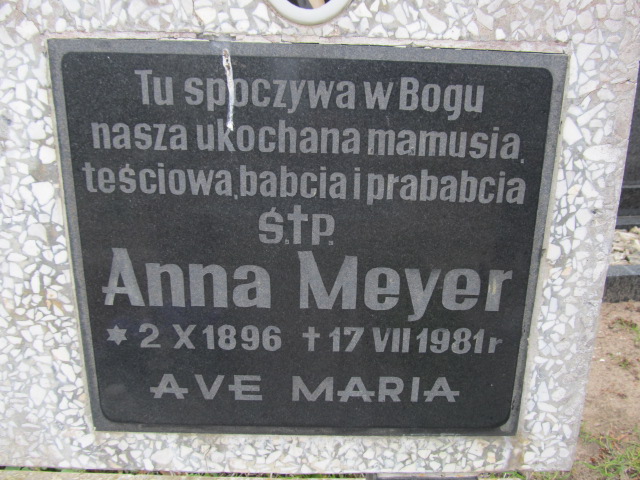 Tu spoczywa w Bogu
nasza ukochana mamusia,
teściowa, babcia i prababcia
Ś.†P.
Anna Meyer
* 2 X 1896 † 17 VII 1981 r
AVE MARIA